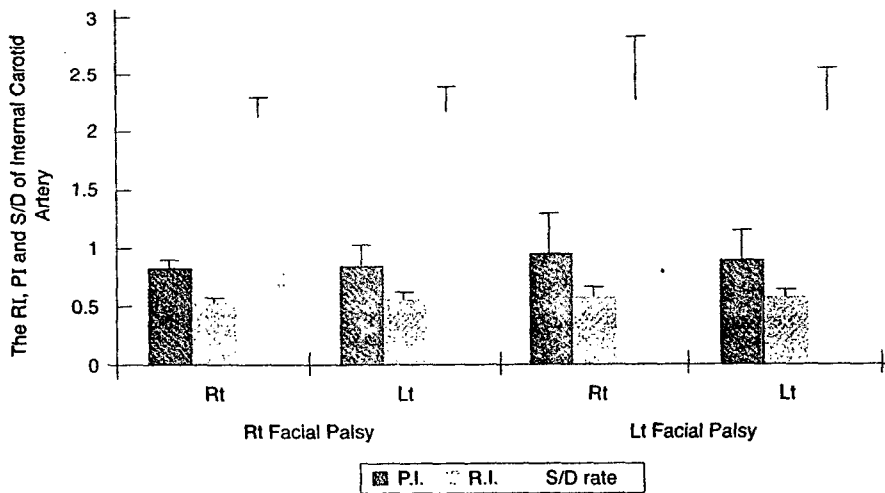 The RI, PI and S/D of Internal Carotid
Artery
3
2.5
2
1.5
1
0.5
0
Rt
Lt
Rt
Lt
Rt Facial Palsy
Lt Facial Palsy
P.I.
R.I.
S/D rate